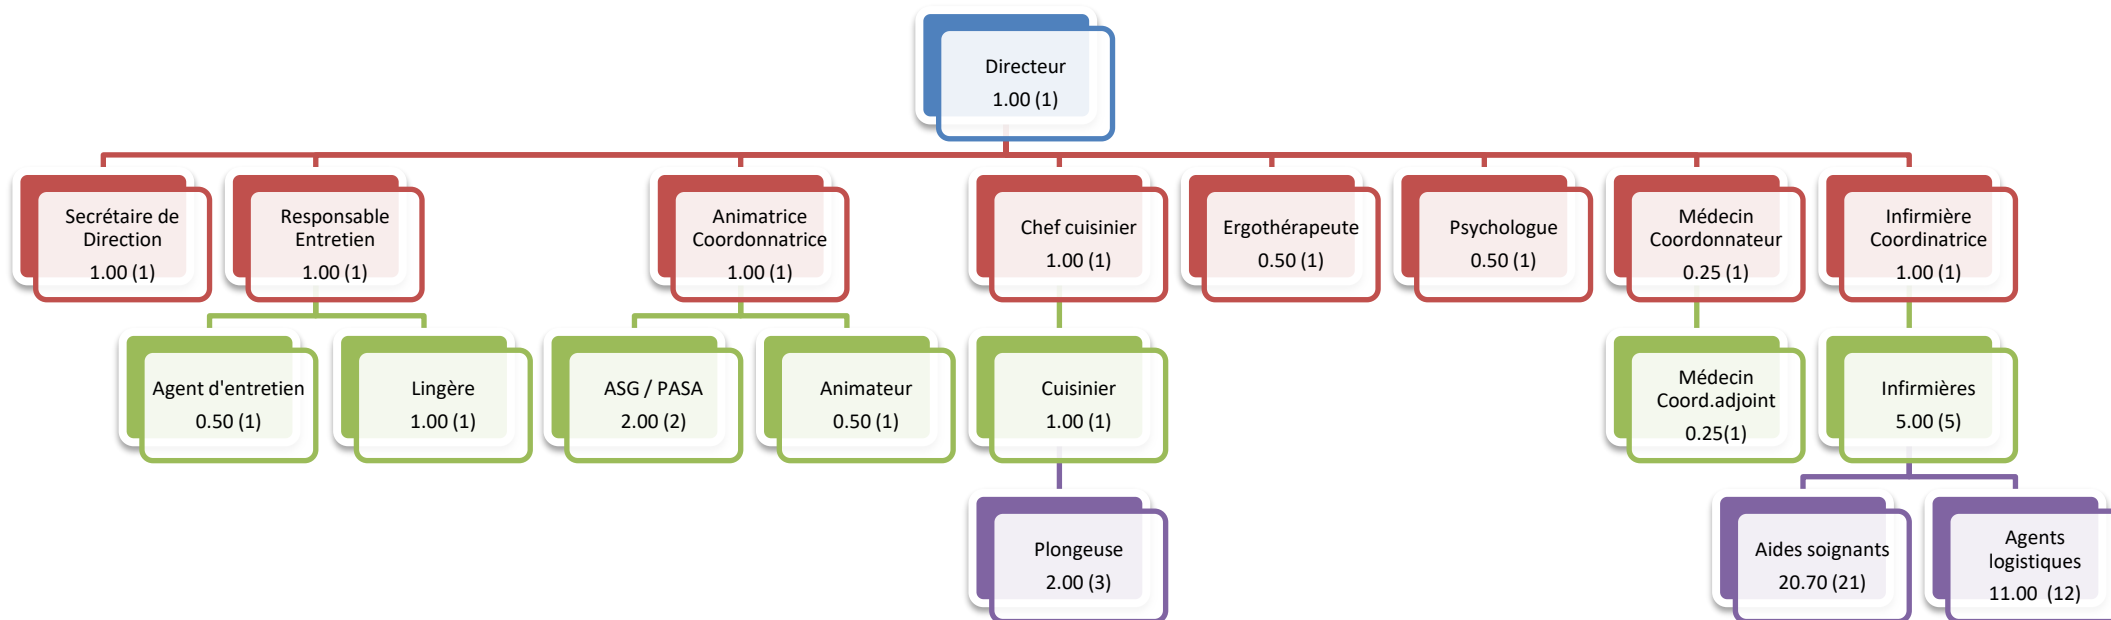 Directeur
1.00 (1)
Secrétaire de
Direction
1.00 (1)
Responsable
Entretien
1.00 (1)
Animatrice
Coordonnatrice
1.00 (1)
Chef cuisinier
1.00 (1)
Ergothérapeute
0.50 (1)
Psychologue
0.50 (1)
Médecin
Coordonnateur
0.25 (1)
Infirmière
Coordinatrice
1.00 (1)
Agent d'entretien
0.50 (1)
Lingère
1.00 (1)
ASG / PASA
2.00 (2)
Animateur
0.50 (1)
Cuisinier
1.00 (1)
Médecin
Coord.adjoint
0.25(1)
Infirmières
5.00 (5)
Plongeuse
2.00 (3)
Aides soignants
20.70 (21)
Agents
logistiques
11.00 (12)